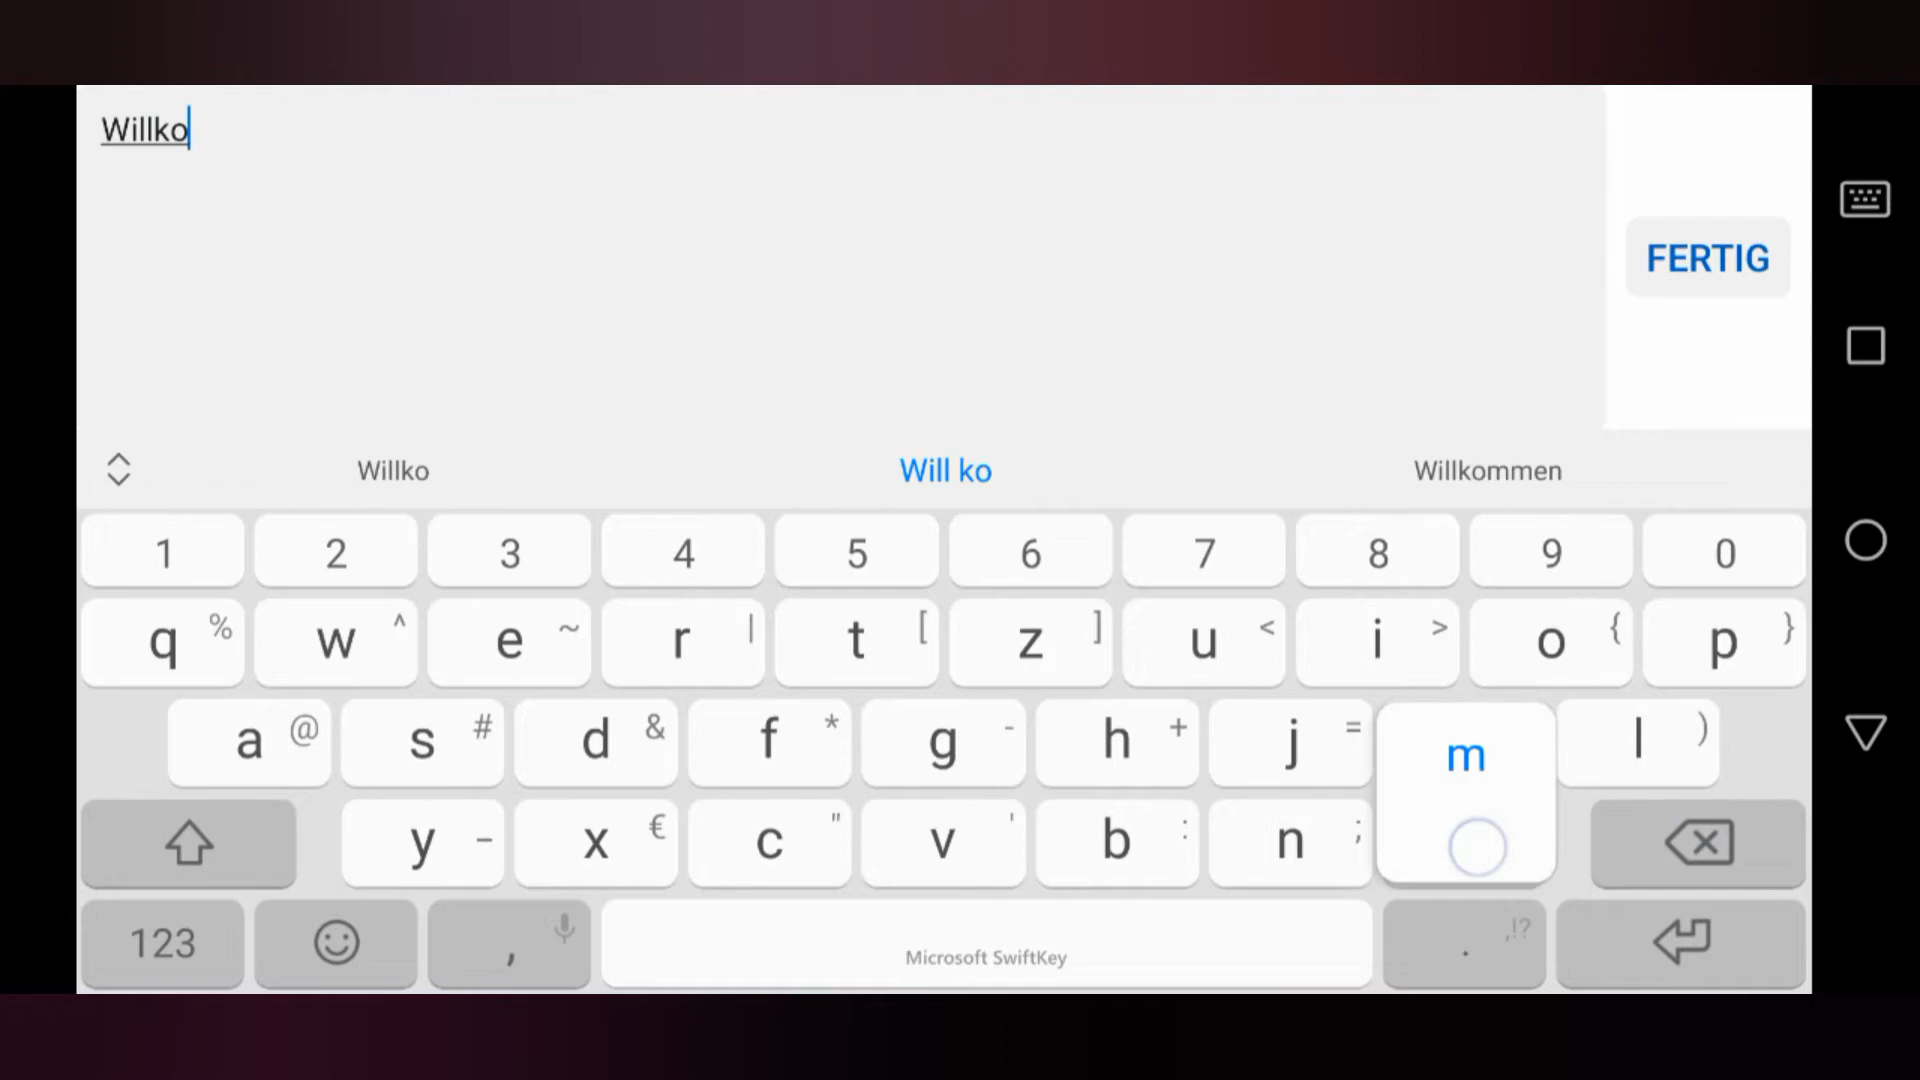 Willko
FERTIG
Willko Will ko Willkommen
1 2 3 4 5 6 7 8 9 0
q % w ^ e ~ r | t [ z ] u < i > o { p }
a @ s # d & f * g - h + j = m l )
y _ x € c " v ' b : n ;
123 , Microsoft SwiftKey . ,!?